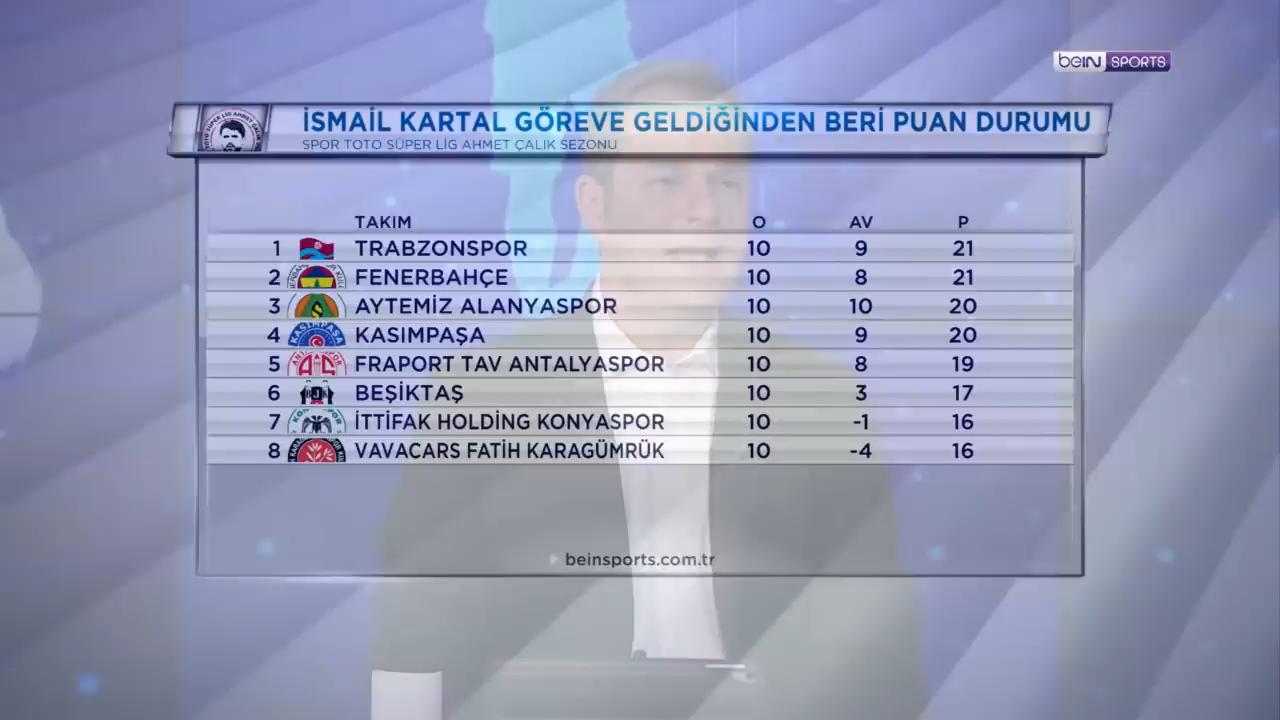 beIN SPORTS
İSMAİL KARTAL GÖREVE GELDİĞİNDEN BERİ PUAN DURUMU
SPOR TOTO SÜPER LİG AHMET ÇALIK SEZONU
TAKIM O AV P
1 TRABZONSPOR 10 9 21
2 FENERBAHÇE 10 8 21
3 AYTEMİZ ALANYASPOR 10 10 20
4 KASIMPAŞA KASIMPAŞA 10 9 20
5 FRAPORT TAV ANTALYASPOR 10 8 19
6 BJK BEŞİKTAŞ 10 3 17
7 İTTİFAK HOLDİNG KONYASPOR 10 -1 16
8 VAVACARS FATİH KARAGÜMRÜK 10 -4 16
beinsports.com.tr